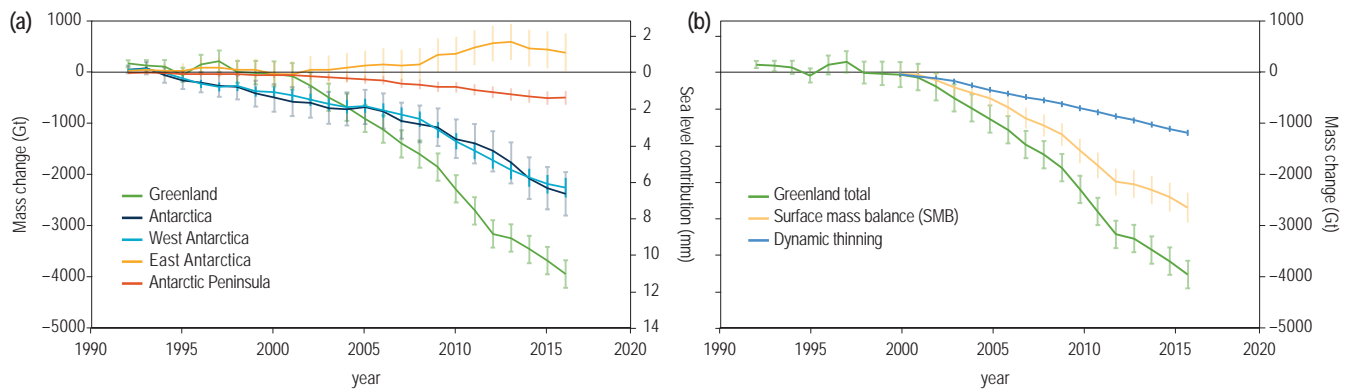 (a)
Mass change (Gt)
1000
0
−1000
−2000
−3000
−4000
−5000
2
0
2
4
6
8
10
12
14
Sea level contribution (mm)
Greenland
Antarctica
West Antarctica
East Antarctica
Antarctic Peninsula
1990
1995
2000
2005
2010
2015
2020
year
(b)
1000
0
−1000
−2000
−3000
−4000
−5000
Mass change (Gt)
Greenland total
Surface mass balance (SMB)
Dynamic thinning
1990
1995
2000
2005
2010
2015
2020
year